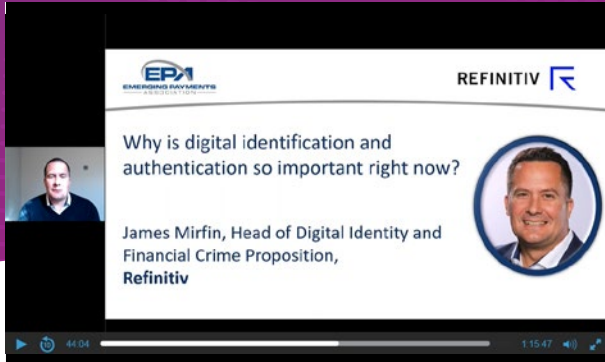 EPA
EMERGING PAYMENTS
ASSOCIATION
REFINITIV
Why is digital identification and
authentication so important right now?
James Mirfin, Head of Digital Identity and
Financial Crime Proposition,
Refinitiv
10
44:04
1:15:47